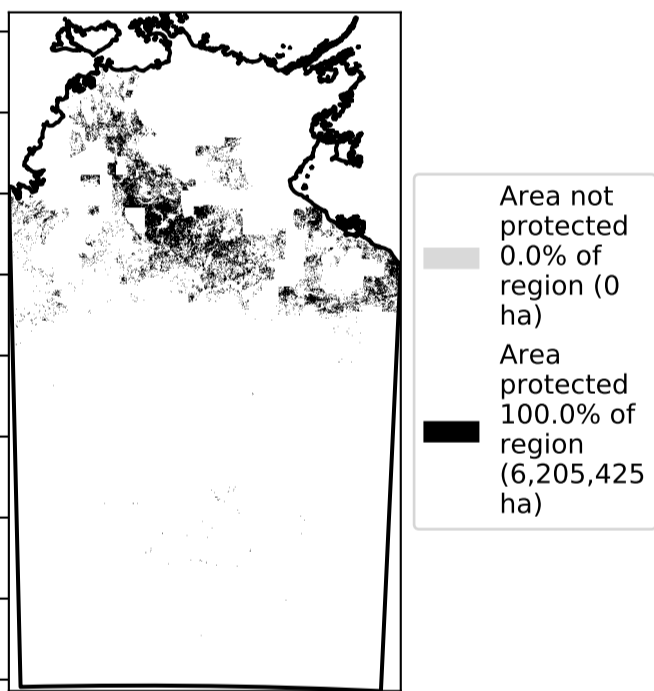 Area not
protected
0.0% of
region (0
ha)
Area
protected
100.0% of
region
(6,205,425
ha)